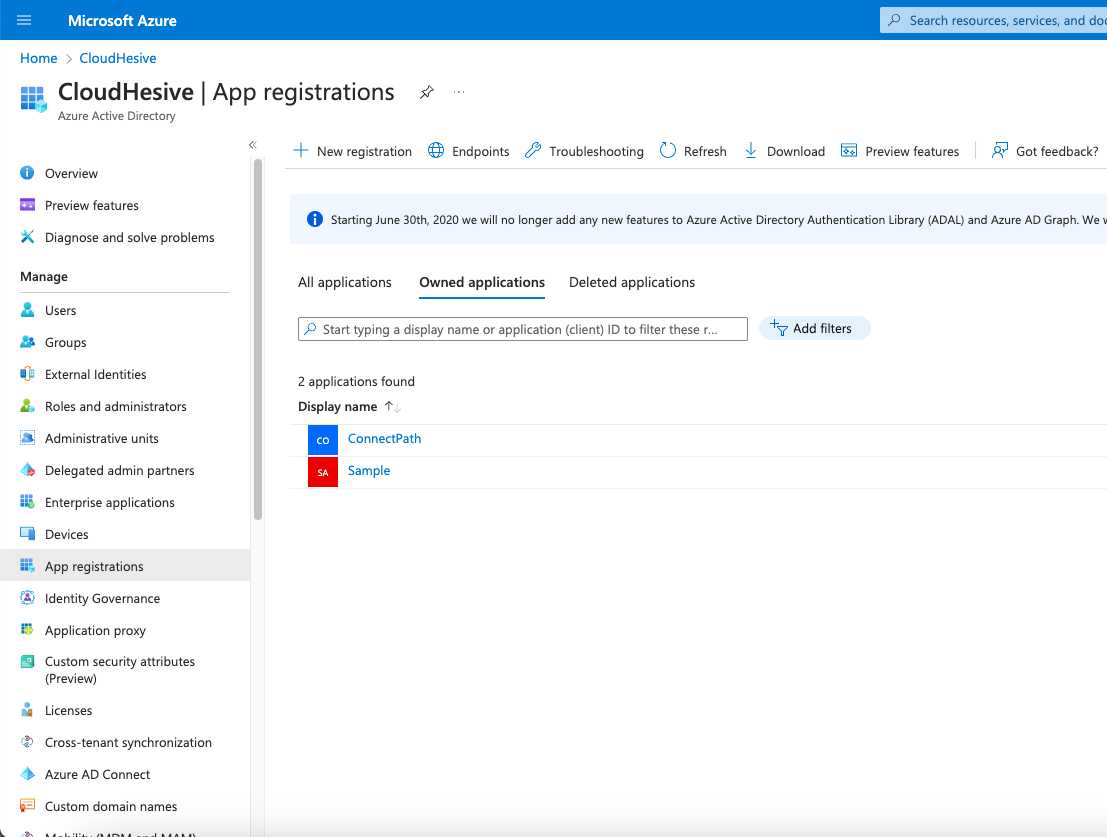 Microsoft Azure
Search resources, services, and doc
Home > CloudHesive
CloudHesive | App registrations ...
Azure Active Directory
«
Overview
Preview features
Diagnose and solve problems
Manage
Users
Groups
External Identities
Roles and administrators
Administrative units
Delegated admin partners
Enterprise applications
Devices
App registrations
Identity Governance
Application proxy
Custom security attributes
(Preview)
Licenses
Cross-tenant synchronization
Azure AD Connect
Custom domain names
Mobility (MDM and MAM)
New registration Endpoints Troubleshooting Refresh Download Preview features Got feedback?
Starting June 30th, 2020 we will no longer add any new features to Azure Active Directory Authentication Library (ADAL) and Azure AD Graph. We w
All applications Owned applications Deleted applications
Start typing a display name or application (client) ID to filter these r... Add filters
2 applications found
Display name
CO ConnectPath
SA Sample